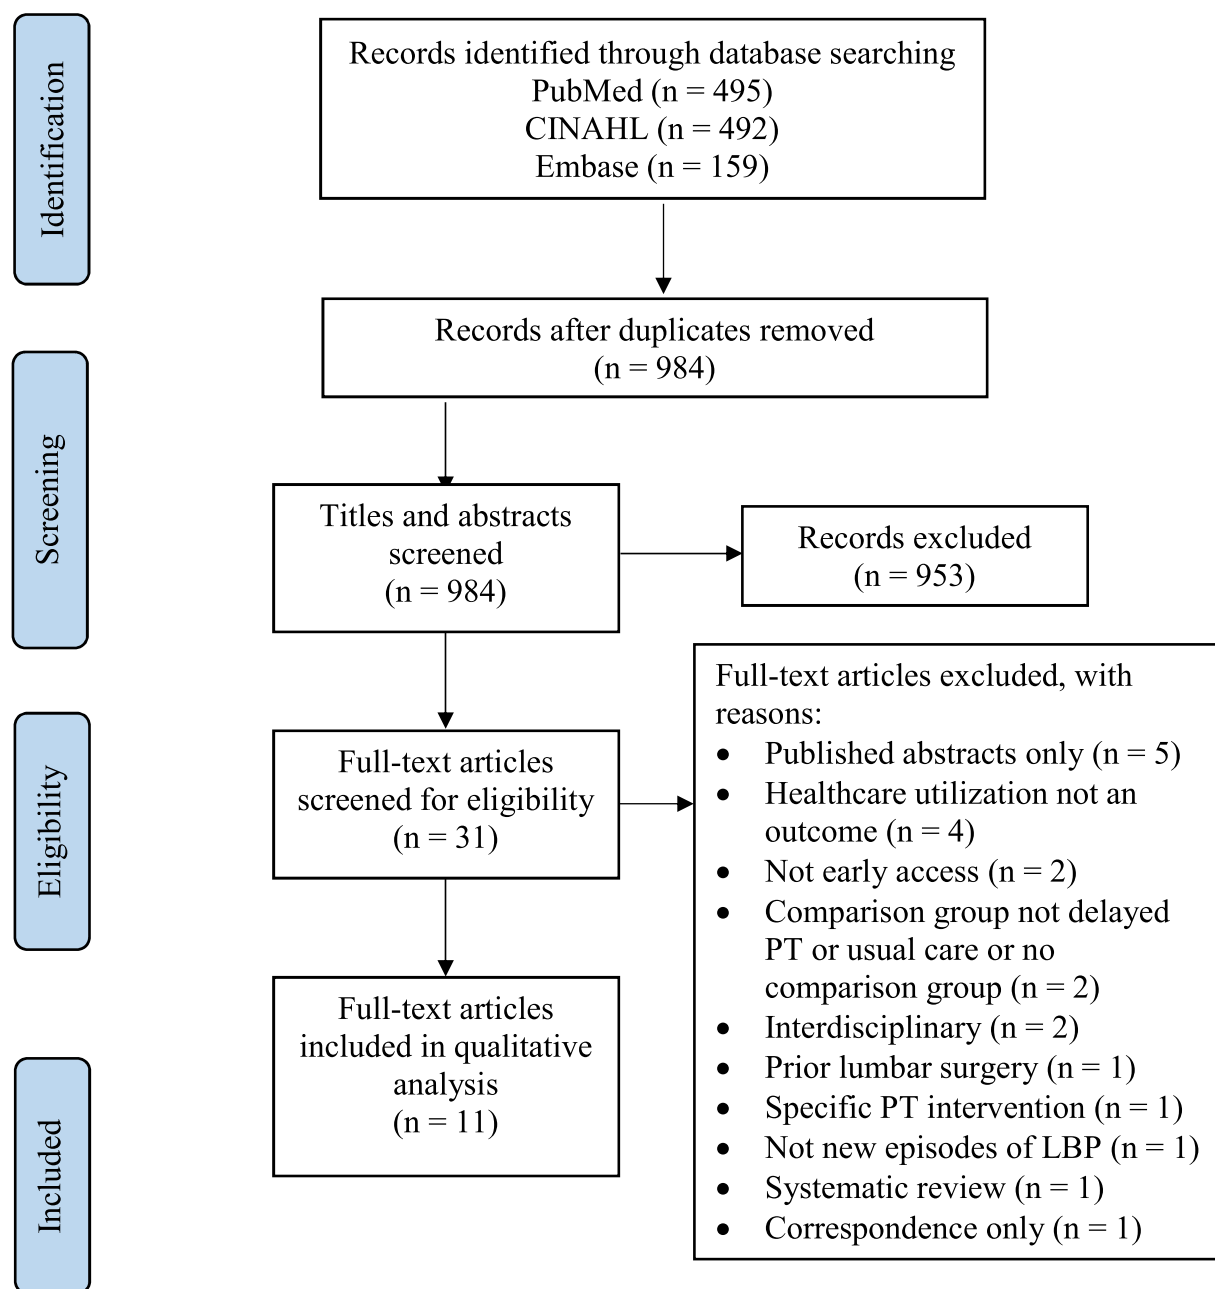 Identification
Records identified through database searching
PubMed (n = 495)
CINAHL (n = 492)
Embase (n = 159)
Records after duplicates removed
(n = 984)
Screening
Titles and abstracts
screened
(n = 984)
Records excluded
(n = 953)
Eligibility
Full-text articles
screened for eligibility
(n = 31)
Full-text articles excluded, with
reasons:
• Published abstracts only (n = 5)
• Healthcare utilization not an
outcome (n = 4)
• Not early access (n = 2)
• Comparison group not delayed
PT or usual care or no
comparison group (n = 2)
• Interdisciplinary (n = 2)
• Prior lumbar surgery (n = 1)
• Specific PT intervention (n = 1)
• Not new episodes of LBP (n = 1)
• Systematic review (n = 1)
• Correspondence only (n = 1)
Included
Full-text articles
included in qualitative
analysis
(n = 11)